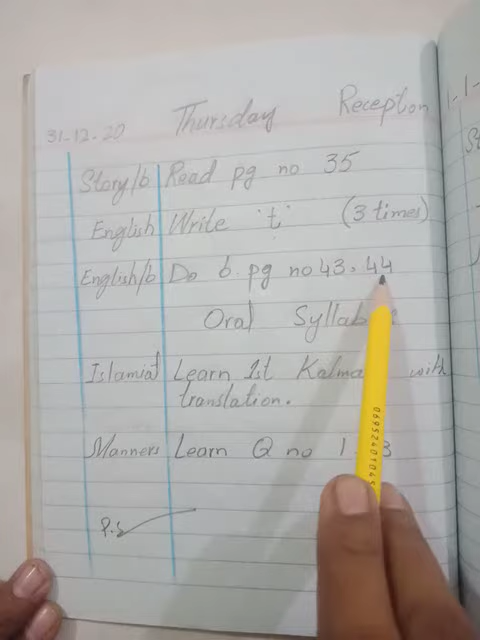 31-12-20 Thursday Reception
Story/b Read pg no 35
English Write 't' (3 times)
English/b Do b. pg no 43. 44
Oral
Islamiat Learn 1st Kalma with
translation.
Manners Learn Q no 1
P.S